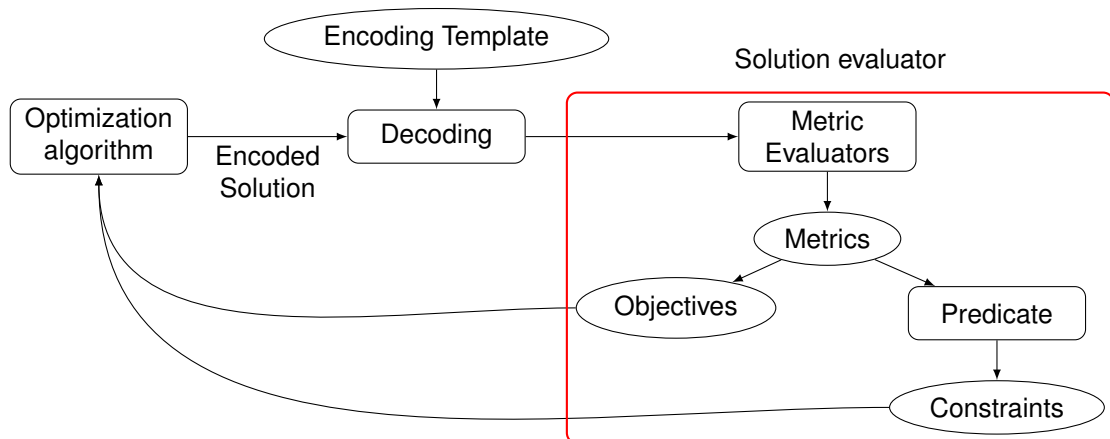 Encoding Template
Solution evaluator
Optimization
algorithm
Encoded
Solution
Decoding
Metric
Evaluators
Metrics
Objectives
Predicate
Constraints